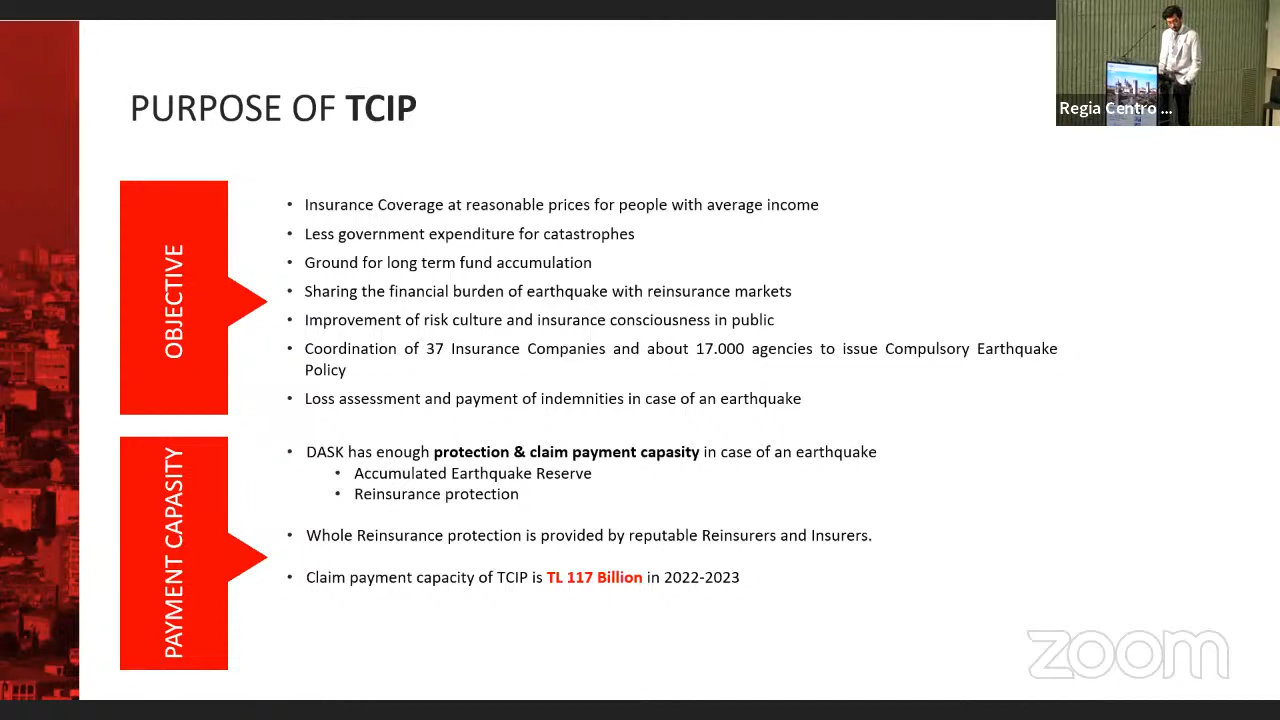 PURPOSE OF TCIP
Regia Centro ...
OBJECTIVE
• Insurance Coverage at reasonable prices for people with average income
• Less government expenditure for catastrophes
• Ground for long term fund accumulation
• Sharing the financial burden of earthquake with reinsurance markets
• Improvement of risk culture and insurance consciousness in public
• Coordination of 37 Insurance Companies and about 17.000 agencies to issue Compulsory Earthquake
Policy
• Loss assessment and payment of indemnities in case of an earthquake
PAYMENT CAPASITY
• DASK has enough protection & claim payment capacity in case of an earthquake
• Accumulated Earthquake Reserve
• Reinsurance protection
• Whole Reinsurance protection is provided by reputable Reinsurers and Insurers.
• Claim payment capacity of TCIP is TL 117 Billion in 2022-2023
zoom